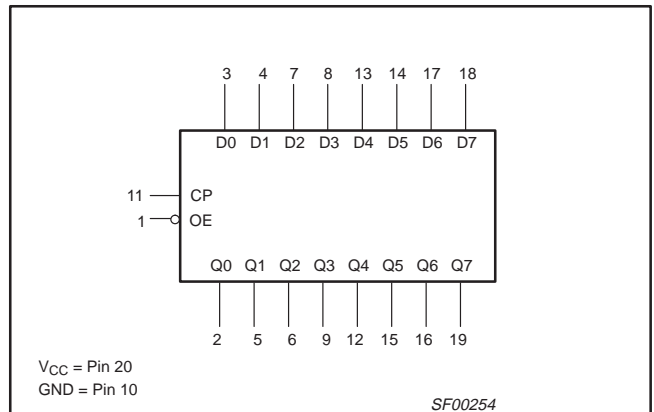 3 4 7 8 13 14 17 18
D0 D1 D2 D3 D4 D5 D6 D7
11 CP
1 OE
Q0 Q1 Q2 Q3 Q4 Q5 Q6 Q7
2 5 6 9 12 15 16 19
VCC = Pin 20
GND = Pin 10
SF00254